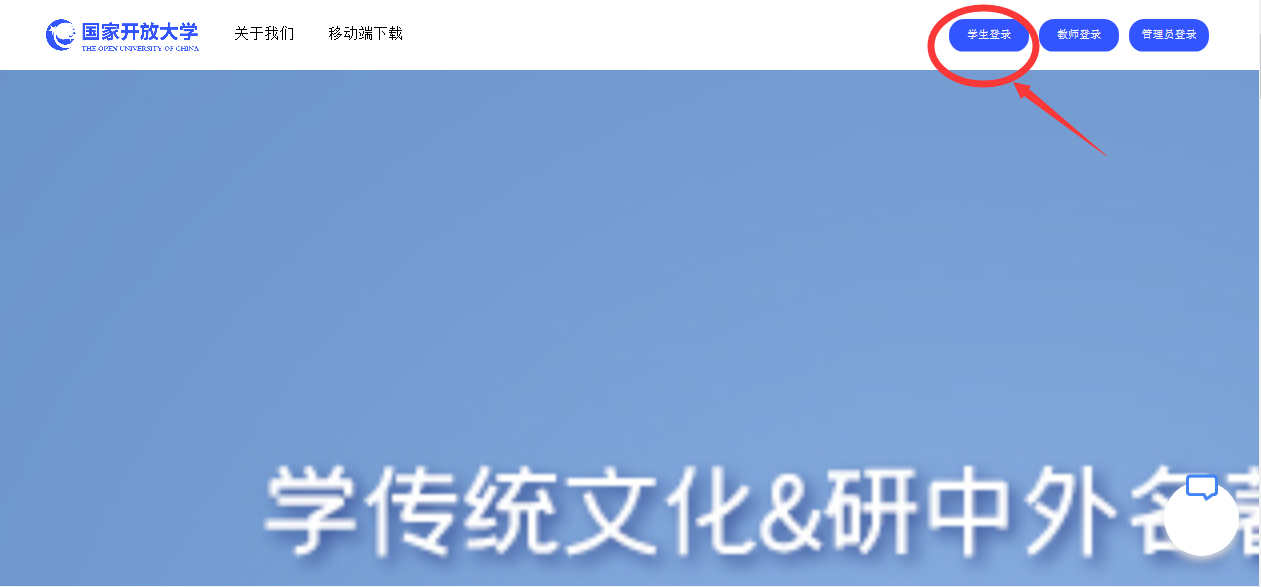 国家开放大学
THE OPEN UNIVERSITY OF CHINA
关于我们
移动端下载
学生登录
教师登录
管理员登录
学传统文化&研中外名著